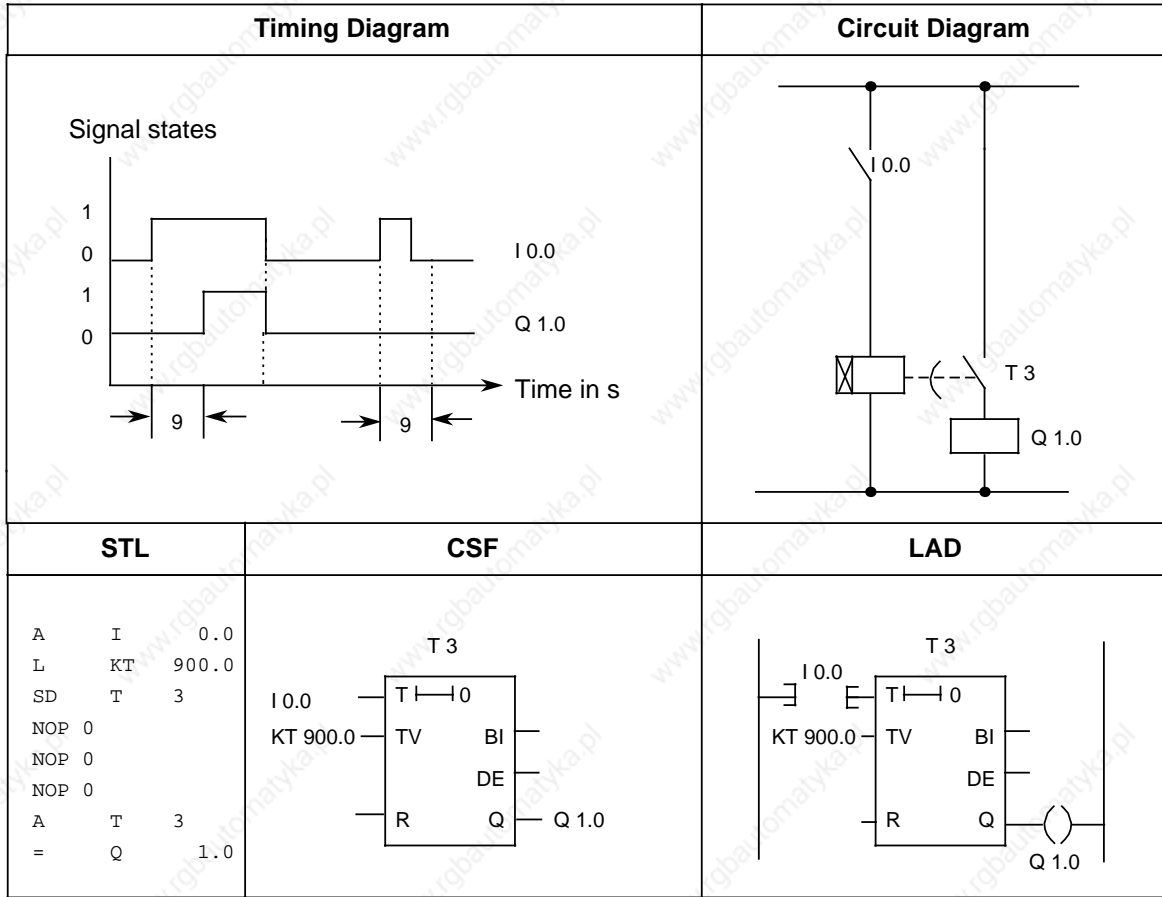 Timing Diagram
Circuit Diagram
Signal states
1
0
I 0.0
1
0
Q 1.0
Time in s
9
9
I 0.0
T 3
Q 1.0
STL
CSF
LAD
A I 0.0
L KT 900.0
SD T 3
NOP 0
NOP 0
NOP 0
A T 3
= Q 1.0
T 3
I 0.0
T 0
KT 900.0
TV
BI
DE
R
Q
Q 1.0
T 3
I 0.0
T 0
KT 900.0
TV
BI
DE
R
Q
Q 1.0
www.rgbautomatyka.pl